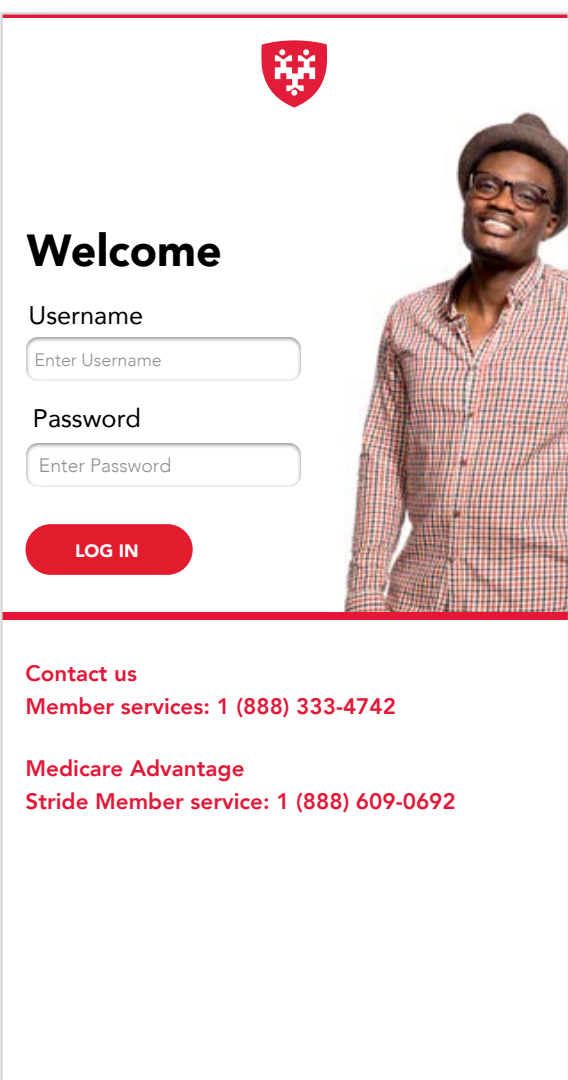 Welcome
Username
Enter Username
Password
Enter Password
LOG IN
Contact us
Member services: 1 (888) 333-4742
Medicare Advantage
Stride Member service: 1 (888) 609-0692